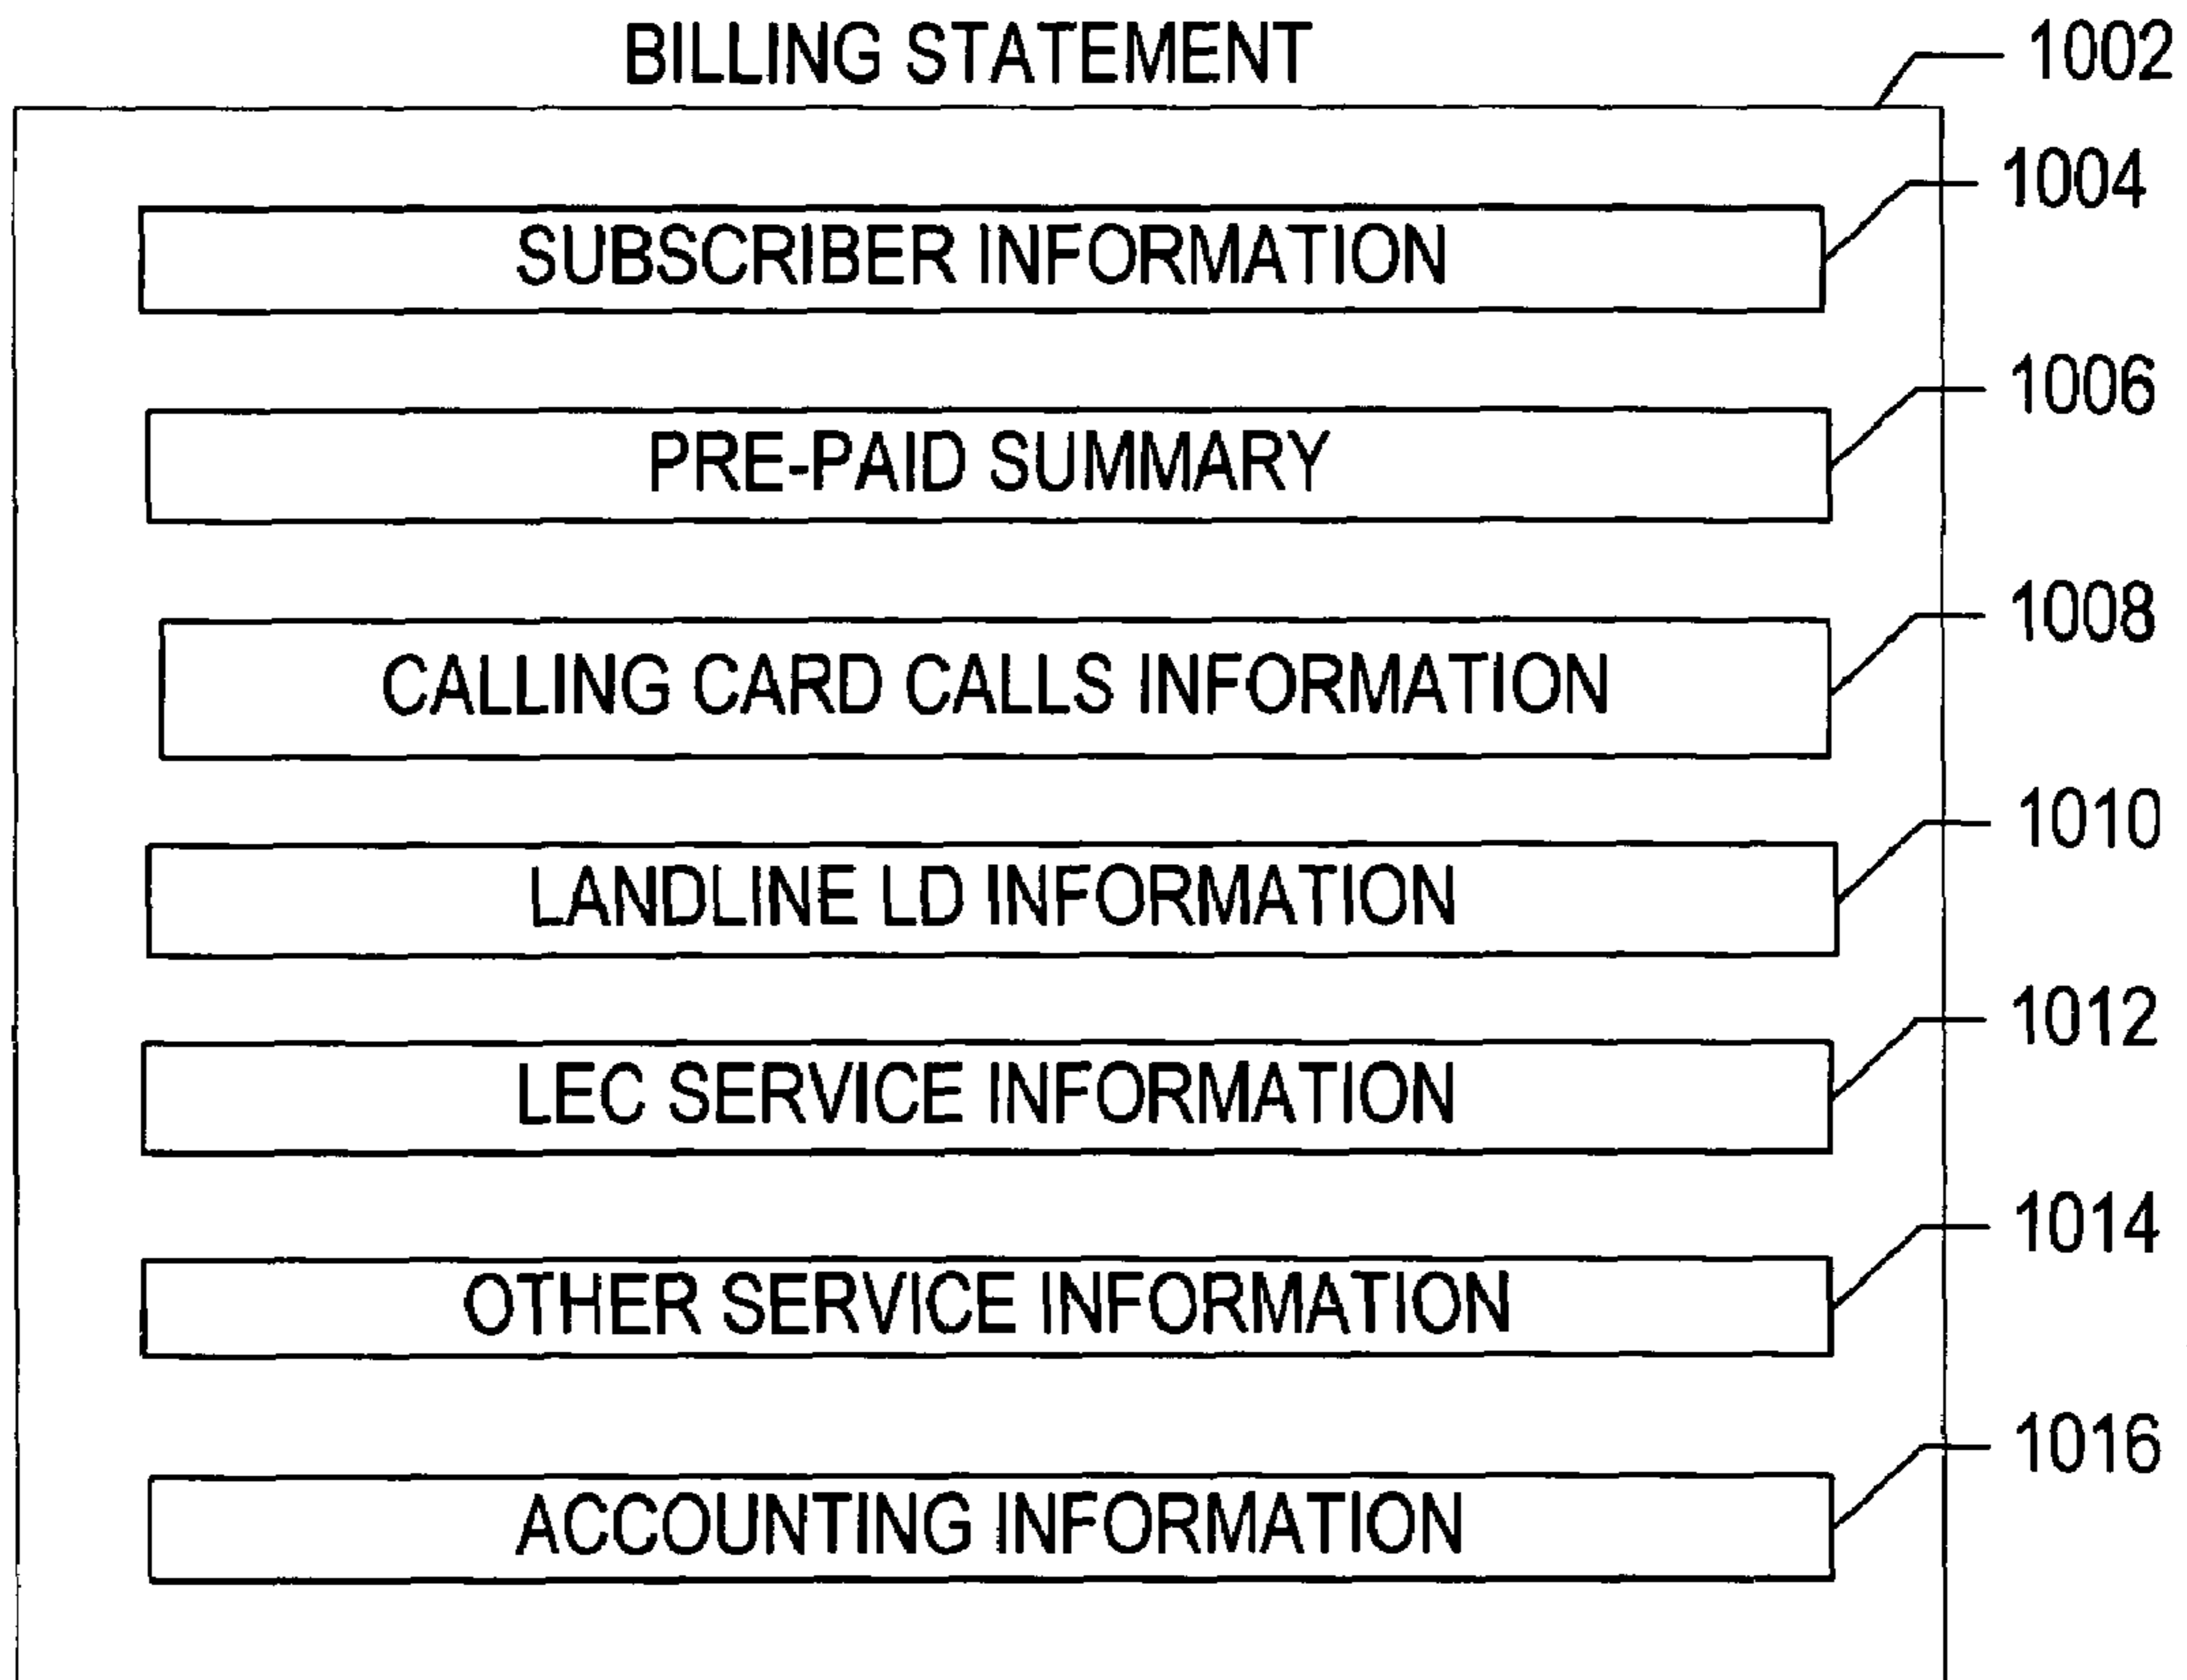 BILLING STATEMENT
1002
1004
SUBSCRIBER INFORMATION
1006
PRE-PAID SUMMARY
1008
CALLING CARD CALLS INFORMATION
1010
LANDLINE LD INFORMATION
1012
LEC SERVICE INFORMATION
1014
OTHER SERVICE INFORMATION
1016
ACCOUNTING INFORMATION